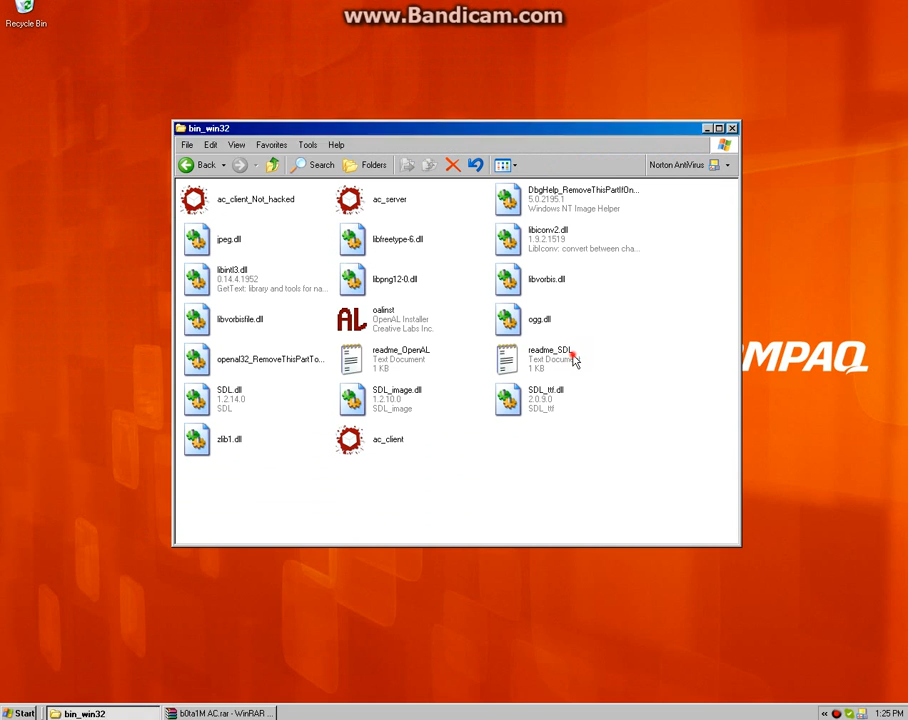 www.Bandicam.com
Recycle Bin
bin_win32
File Edit View Favorites Tools Help
Back Search Folders Norton AntiVirus
ac_client_Not_hacked
ac_server
DbgHelp_RemoveThisPartIfOn...
5.0.2195.1
Windows NT Image Helper
jpeg.dll
libfreetype-6.dll
libiconv2.dll
1.9.2.1519
LibIconv: convert between cha...
libintl3.dll
0.14.4.1952
GetText: library and tools for na...
libpng12-0.dll
libvorbis.dll
libvorbisfile.dll
AL
oalinst
OpenAL Installer
Creative Labs Inc.
ogg.dll
openal32_RemoveThisPartTo...
readme_OpenAL
Text Document
1 KB
readme_SDL
Text Docum
1 KB
SDL.dll
1.2.14.0
SDL
SDL_image.dll
1.2.10.0
SDL_image
SDL_ttf.dll
2.0.9.0
SDL_ttf
zlib1.dll
ac_client
OMPAQ
Start bin_win32 b0ta1M AC.rar - WinRAR ... 1:25 PM